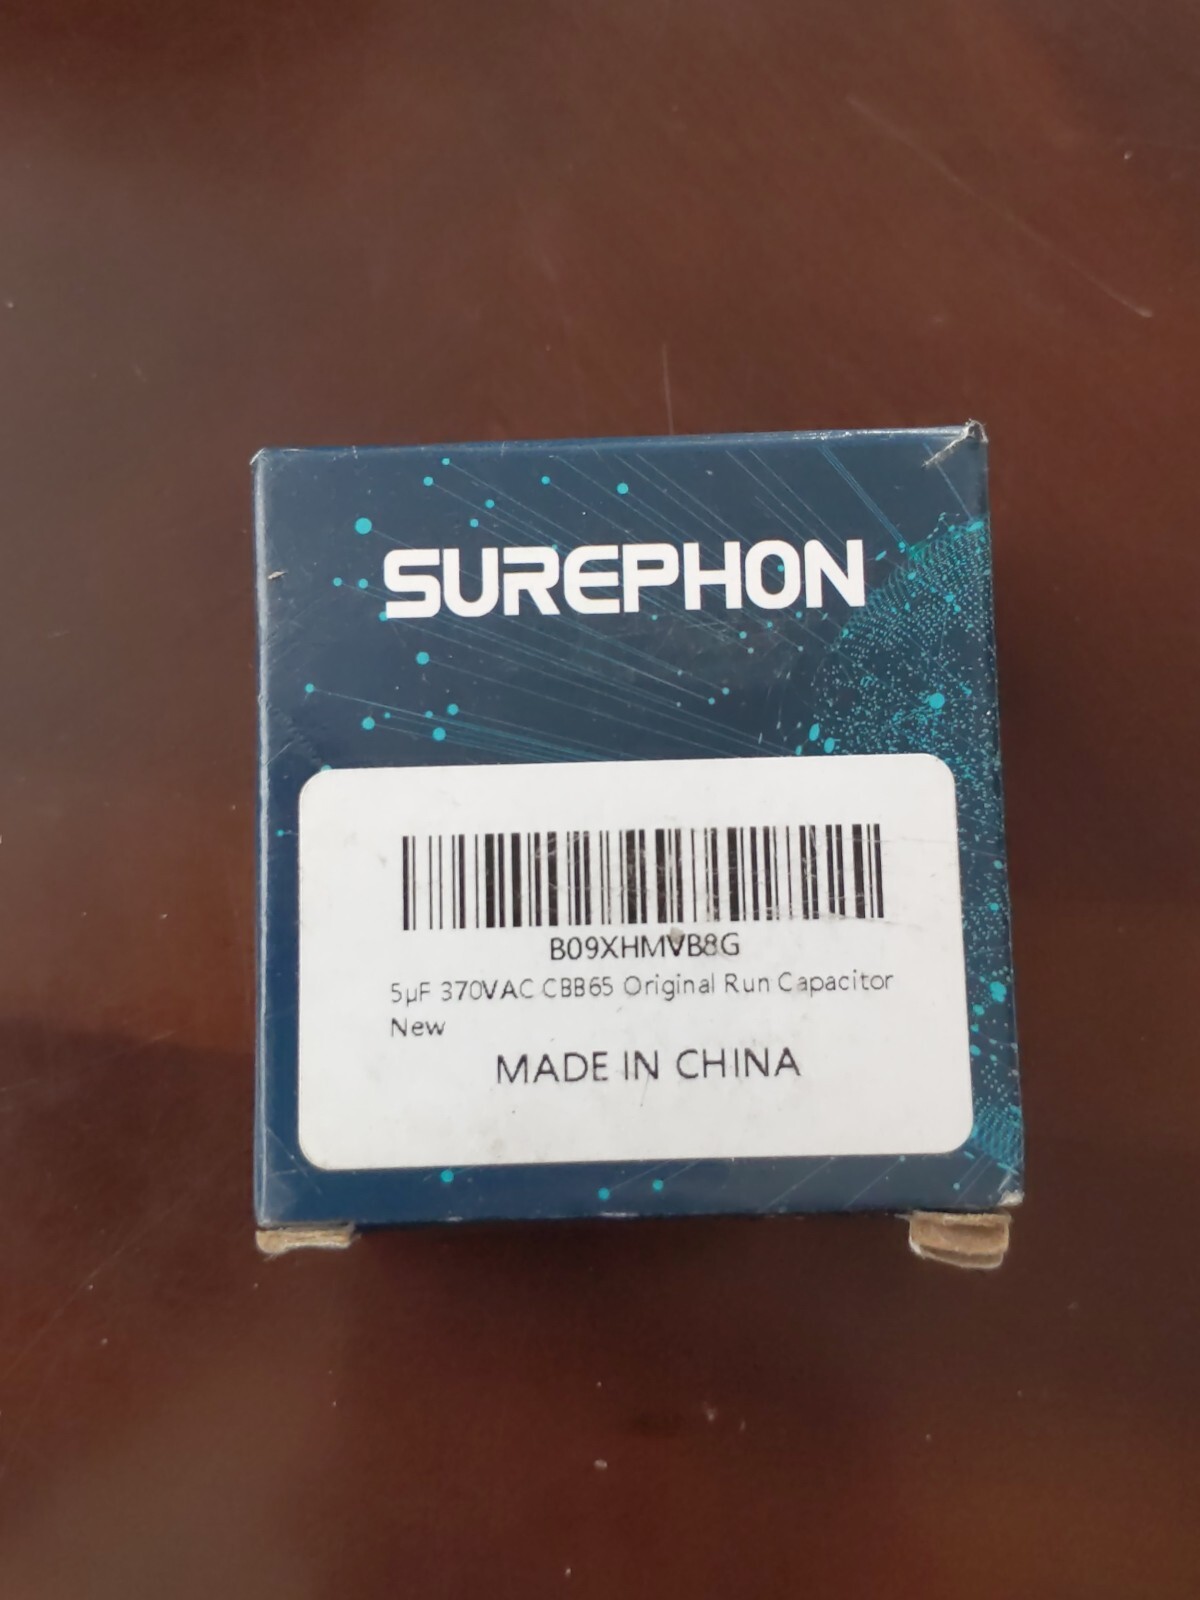 SUREPHON
B09XHMVB8G
5μF 370VAC CBB65 Original Run Capacitor
New
MADE IN CHINA